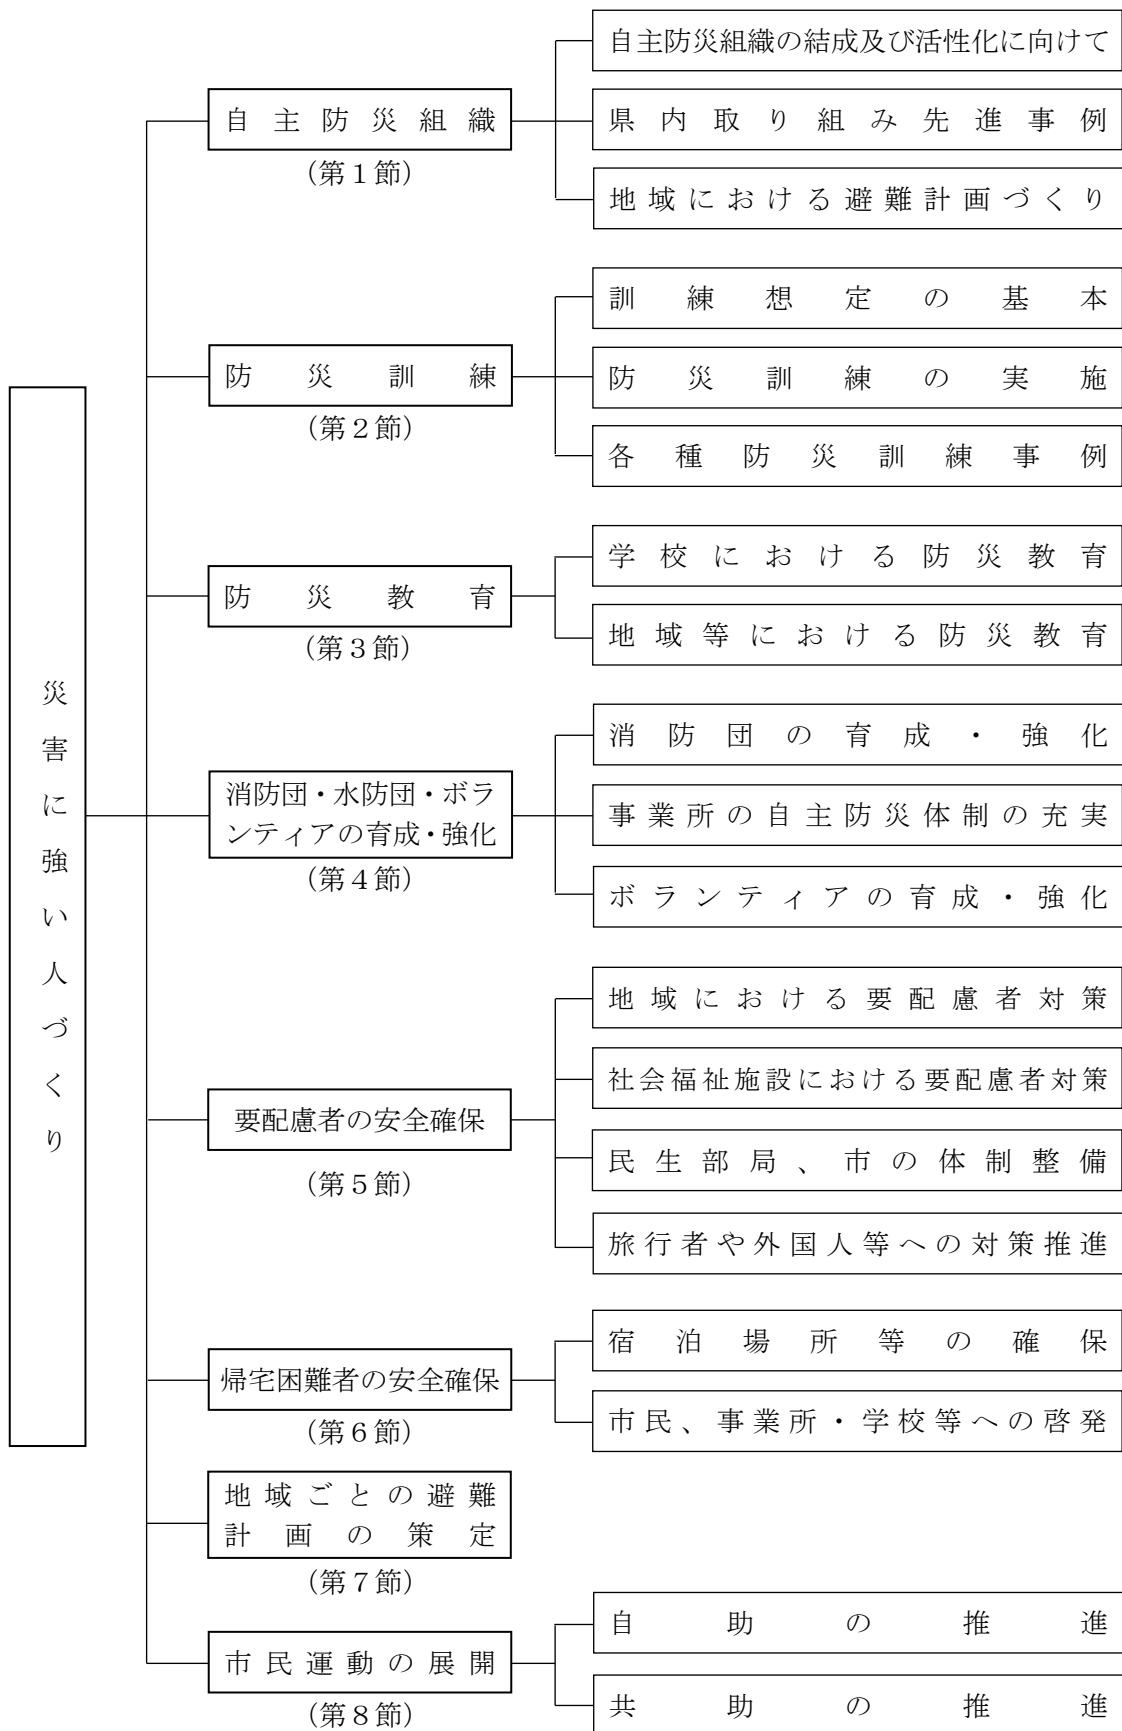 災害に強い人づくり
自主防災組織
（第１節）
自主防災組織の結成及び活性化に向けて
県内取り組み先進事例
地域における避難計画づくり
防災訓練
（第２節）
訓練想定の基本
防災訓練の実施
各種防災訓練事例
防災教育
（第３節）
学校における防災教育
地域等における防災教育
消防団・水防団・ボラ
ンティアの育成・強化
（第４節）
消防団の育成・強化
事業所の自主防災体制の充実
ボランティアの育成・強化
要配慮者の安全確保
（第５節）
地域における要配慮者対策
社会福祉施設における要配慮者対策
民生部局、市の体制整備
旅行者や外国人等への対策推進
帰宅困難者の安全確保
（第６節）
宿泊場所等の確保
市民、事業所・学校等への啓発
地域ごとの避難
計画の策定
（第７節）
市民運動の展開
（第８節）
自助の推進
共助の推進